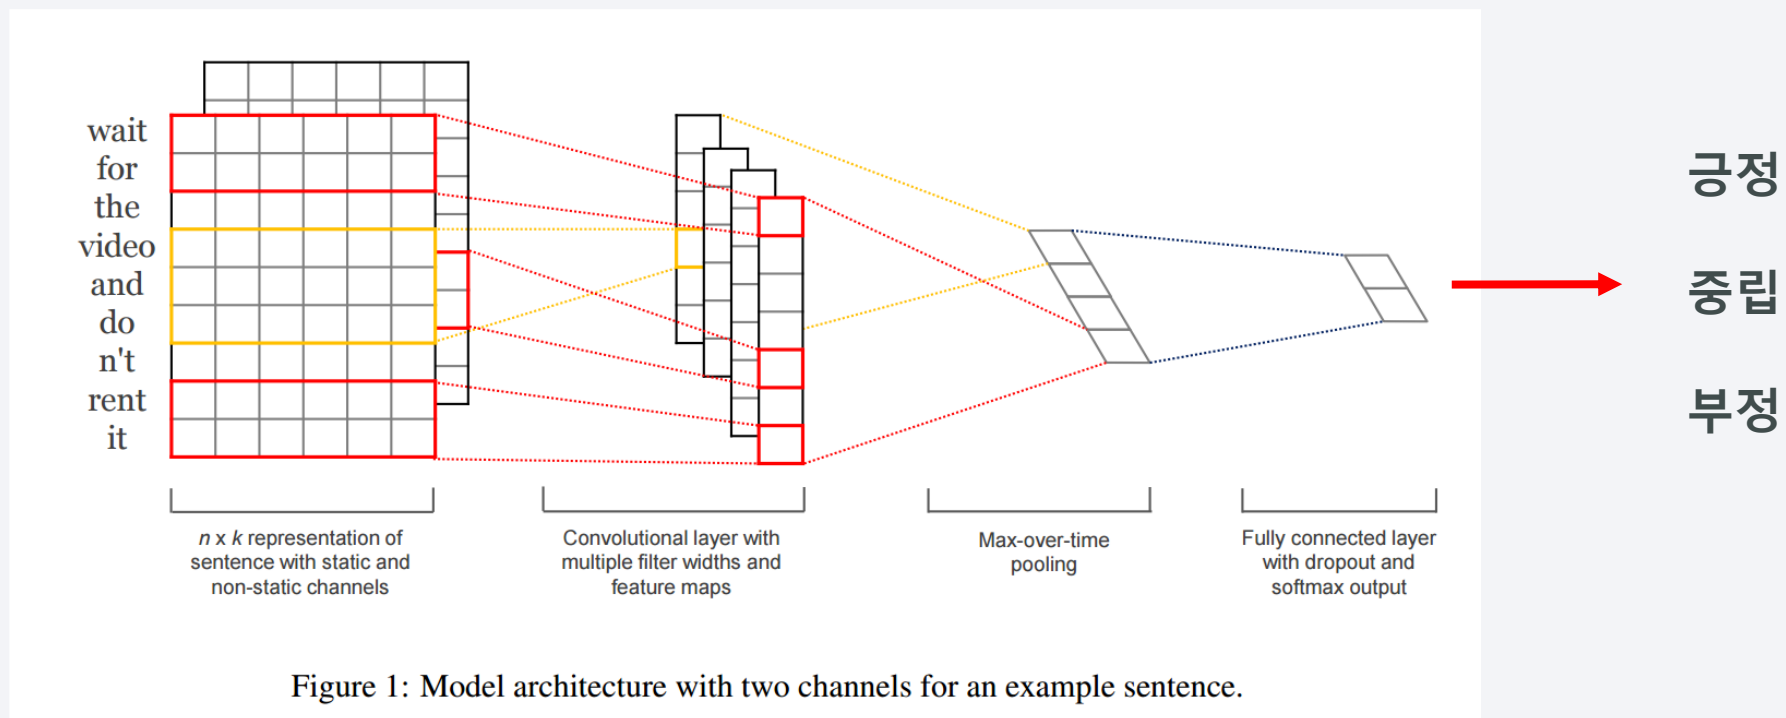 wait
for
the
video
and
do
n't
rent
it
n x k representation of
sentence with static and
non-static channels
Convolutional layer with
multiple filter widths and
feature maps
Max-over-time
pooling
Fully connected layer
with dropout and
softmax output
긍정
중립
부정
Figure 1: Model architecture with two channels for an example sentence.